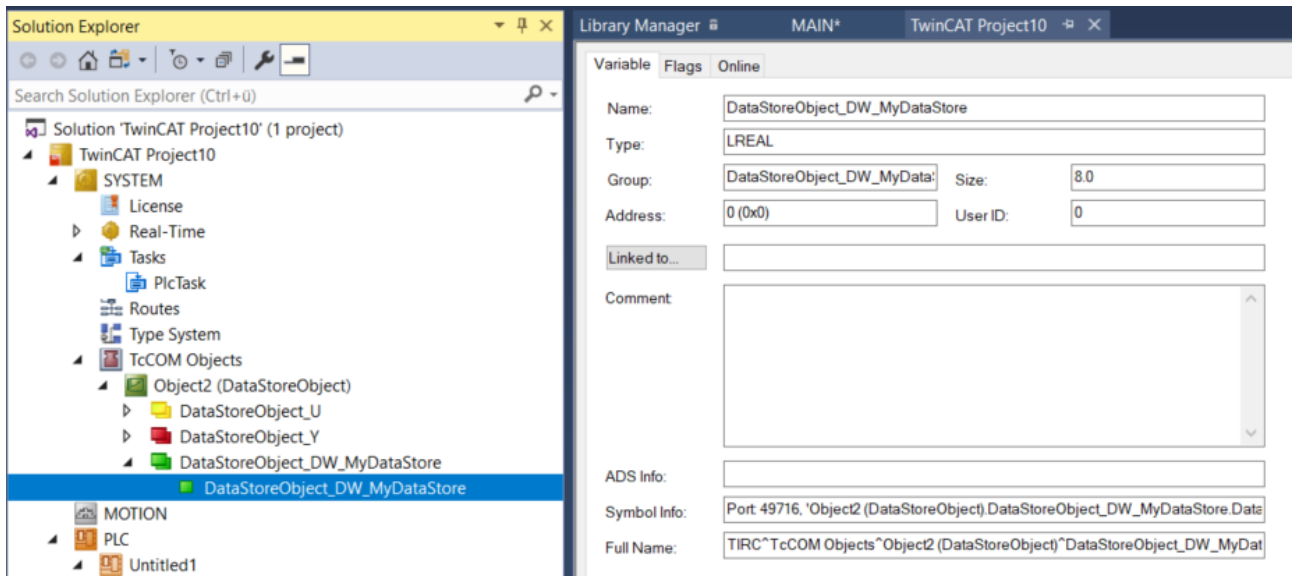 Solution Explorer
Search Solution Explorer (Ctrl+ü)
Solution 'TwinCAT Project10' (1 project)
TwinCAT Project10
SYSTEM
License
Real-Time
Tasks
PlcTask
Routes
Type System
TcCOM Objects
Object2 (DataStoreObject)
DataStoreObject_U
DataStoreObject_Y
DataStoreObject_DW_MyDataStore
DataStoreObject_DW_MyDataStore
MOTION
PLC
Untitled1
Library Manager MAIN* TwinCAT Project10
Variable Flags Online
Name: DataStoreObject_DW_MyDataStore
Type: LREAL
Group: DataStoreObject_DW_MyData Size: 8.0
Address: 0 (0x0) User ID: 0
Linked to...
Comment:
ADS Info:
Symbol Info: Port: 49716, 'Object2 (DataStoreObject).DataStoreObject_DW_MyDataStore.Data
Full Name: TIRC^TcCOM Objects^Object2 (DataStoreObject)^DataStoreObject_DW_MyDat